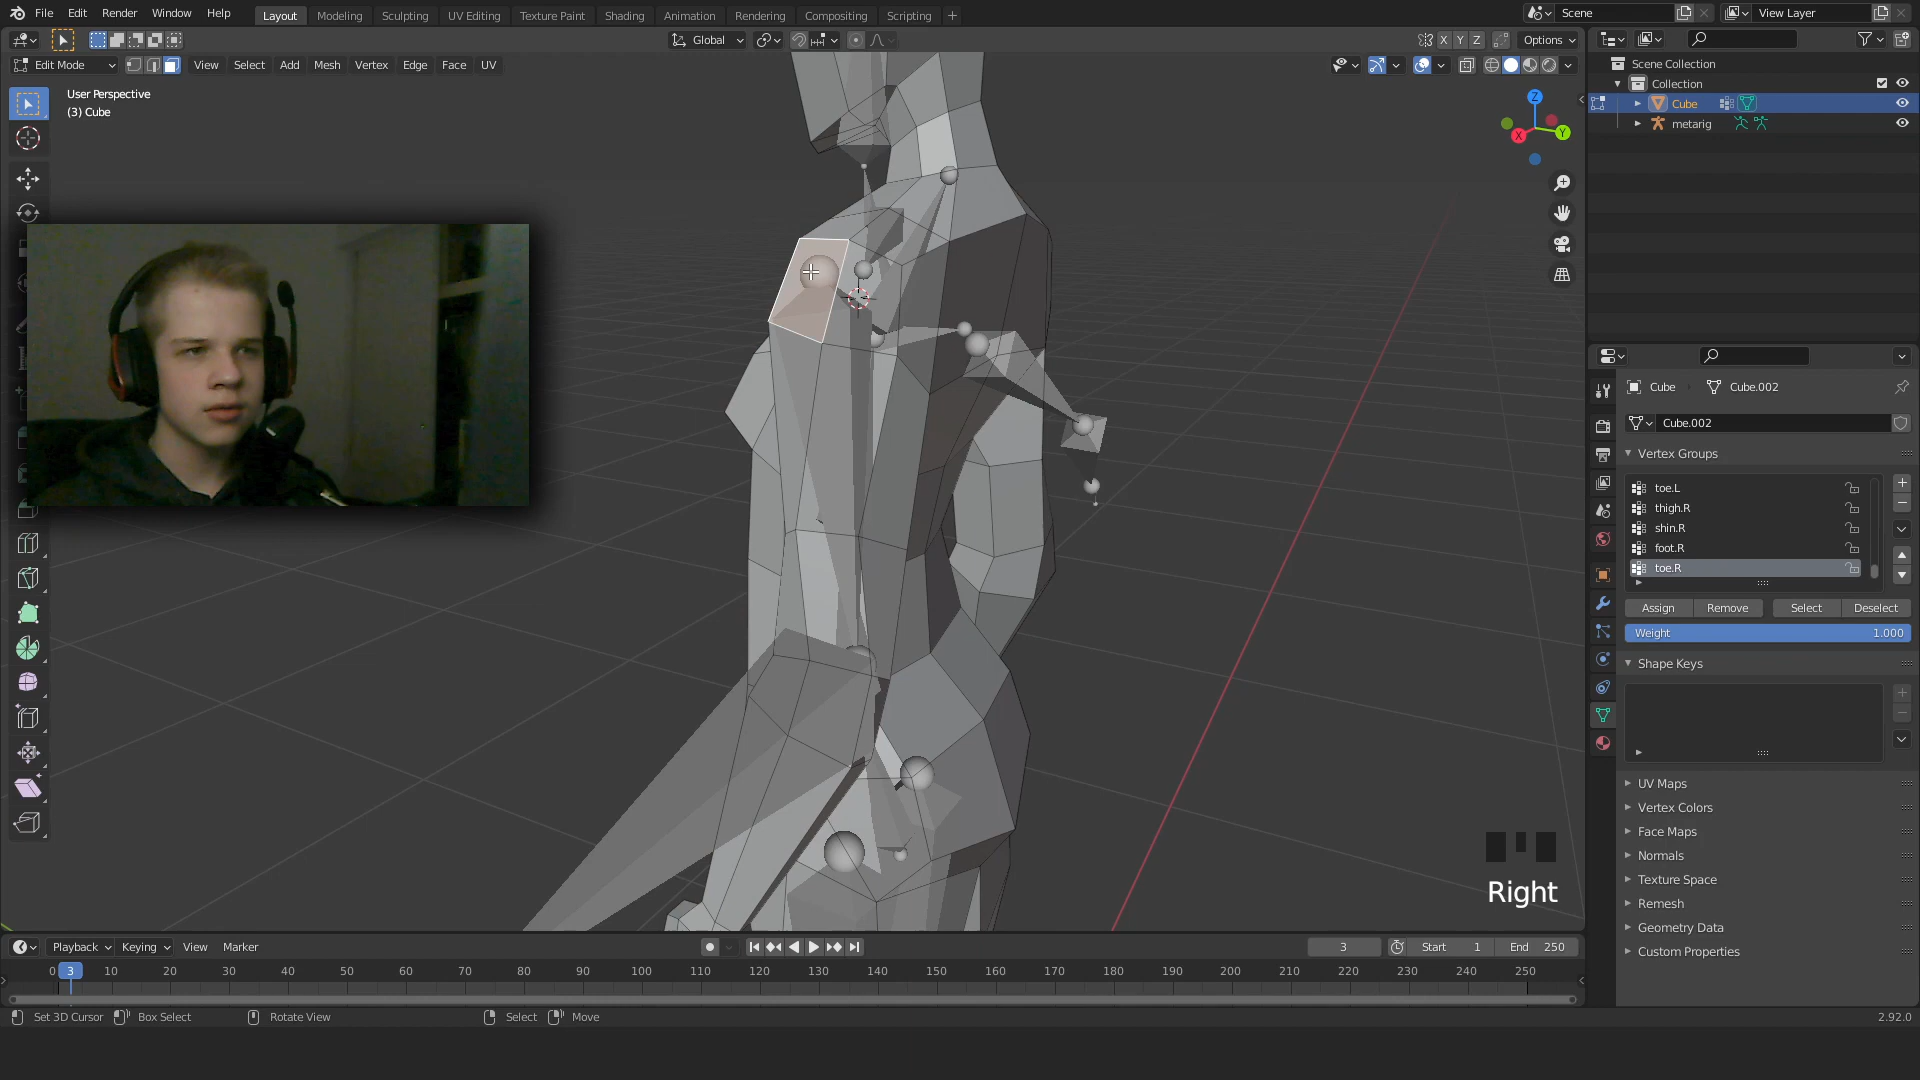 File Edit Render Window Help Layout Modeling Sculpting UV Editing Texture Paint Shading Animation Rendering Compositing Scripting + Scene View Layer
Global X Y Z Options
Edit Mode View Select Add Mesh Vertex Edge Face UV
User Perspective
(3) Cube
Z
Y
X
Scene Collection
Collection
Cube
metarig
Cube Cube.002
Cube.002
Vertex Groups
toe.L
thigh.R
shin.R
foot.R
toe.R
Assign Remove Select Deselect
Weight 1.000
Shape Keys
UV Maps
Vertex Colors
Face Maps
Normals
Texture Space
Remesh
Geometry Data
Custom Properties
Right
Playback Keying View Marker 3 Start 1 End 250
0 3 10 20 30 40 50 60 70 80 90 100 110 120 130 140 150 160 170 180 190 200 210 220 230 240 250
Set 3D Cursor Box Select Rotate View Select Move 2.92.0